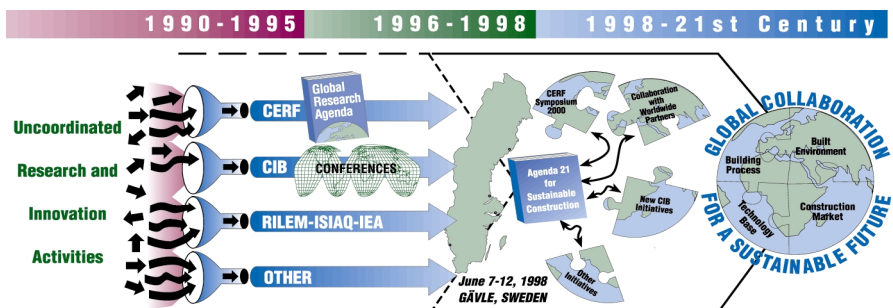 1990-1995
1996-1998
1998-21st Century
Uncoordinated
Research and
Innovation
Activities
CERF
CIB
RILEM-ISIAQ-IEA
OTHER
Global
Research
Agenda
CONFERENCES
June 7-12, 1998
GÄVLE, SWEDEN
Agenda 21
for
Sustainable
Construction
CERF
Symposium
2000
Collaboration
with
Worldwide
Partners
New CIB
Initiatives
Other
Initiatives
GLOBAL COLLABORATION
Building
Process
Built
Environment
Technology
Base
Construction
Market
FOR A SUSTAINABLE FUTURE